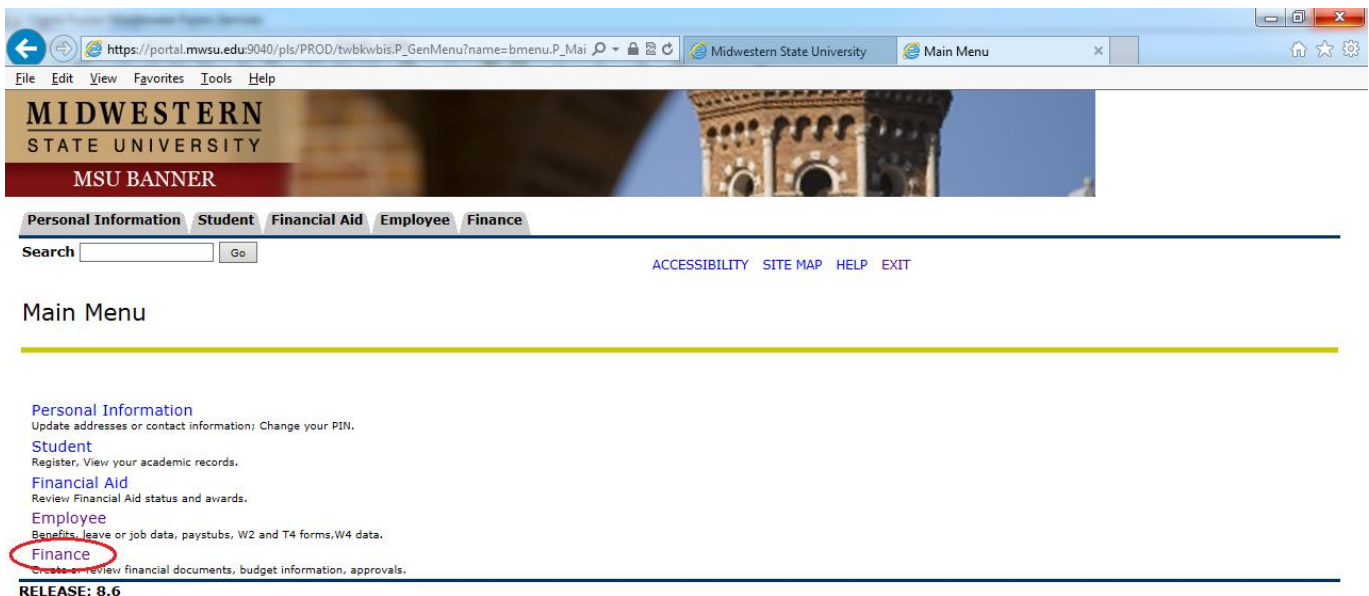 https://portal.mwsu.edu:9040/pls/PROD/twbkwbis.P_GenMenu?name=bmenu.P_Mai Midwestern State University Main Menu
File Edit View Favorites Tools Help
MIDWESTERN
STATE UNIVERSITY
MSU BANNER
Personal Information Student Financial Aid Employee Finance
Search Go
ACCESSIBILITY SITE MAP HELP EXIT
Main Menu
Personal Information
Update addresses or contact information; Change your PIN.
Student
Register, View your academic records.
Financial Aid
Review Financial Aid status and awards.
Employee
Benefits, leave or job data, paystubs, W2 and T4 forms,W4 data.
Finance
Create or review financial documents, budget information, approvals.
RELEASE: 8.6